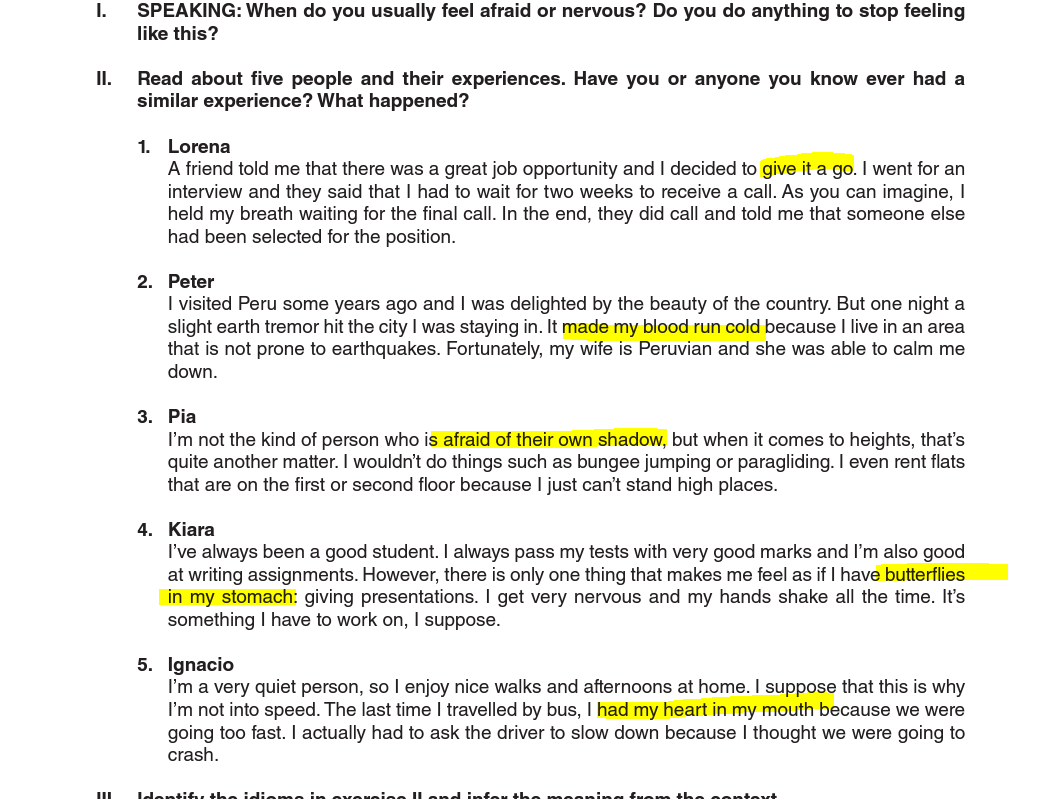 I. SPEAKING: When do you usually feel afraid or nervous? Do you do anything to stop feeling
like this?
II. Read about five people and their experiences. Have you or anyone you know ever had a
similar experience? What happened?
1. Lorena
A friend told me that there was a great job opportunity and I decided to give it a go. I went for an
interview and they said that I had to wait for two weeks to receive a call. As you can imagine, I
held my breath waiting for the final call. In the end, they did call and told me that someone else
had been selected for the position.
2. Peter
I visited Peru some years ago and I was delighted by the beauty of the country. But one night a
slight earth tremor hit the city I was staying in. It made my blood run cold because I live in an area
that is not prone to earthquakes. Fortunately, my wife is Peruvian and she was able to calm me
down.
3. Pia
I'm not the kind of person who is afraid of their own shadow, but when it comes to heights, that's
quite another matter. I wouldn't do things such as bungee jumping or paragliding. I even rent flats
that are on the first or second floor because I just can't stand high places.
4. Kiara
I've always been a good student. I always pass my tests with very good marks and I'm also good
at writing assignments. However, there is only one thing that makes me feel as if I have butterflies
in my stomach: giving presentations. I get very nervous and my hands shake all the time. It's
something I have to work on, I suppose.
5. Ignacio
I'm a very quiet person, so I enjoy nice walks and afternoons at home. I suppose that this is why
I'm not into speed. The last time I travelled by bus, I had my heart in my mouth because we were
going too fast. I actually had to ask the driver to slow down because I thought we were going to
crash.
III. Identify the idioms in exercise II and infer the meaning from the context.